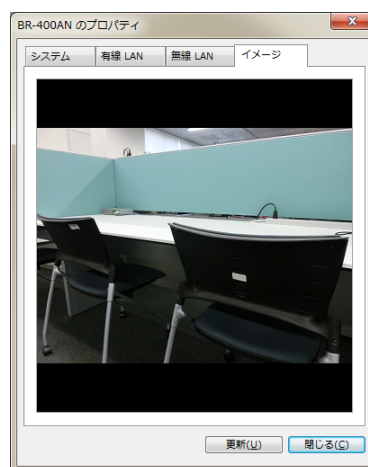 BR-400AN のプロパティ
システム
有線 LAN
無線 LAN
イメージ
更新(U)
閉じる(C)